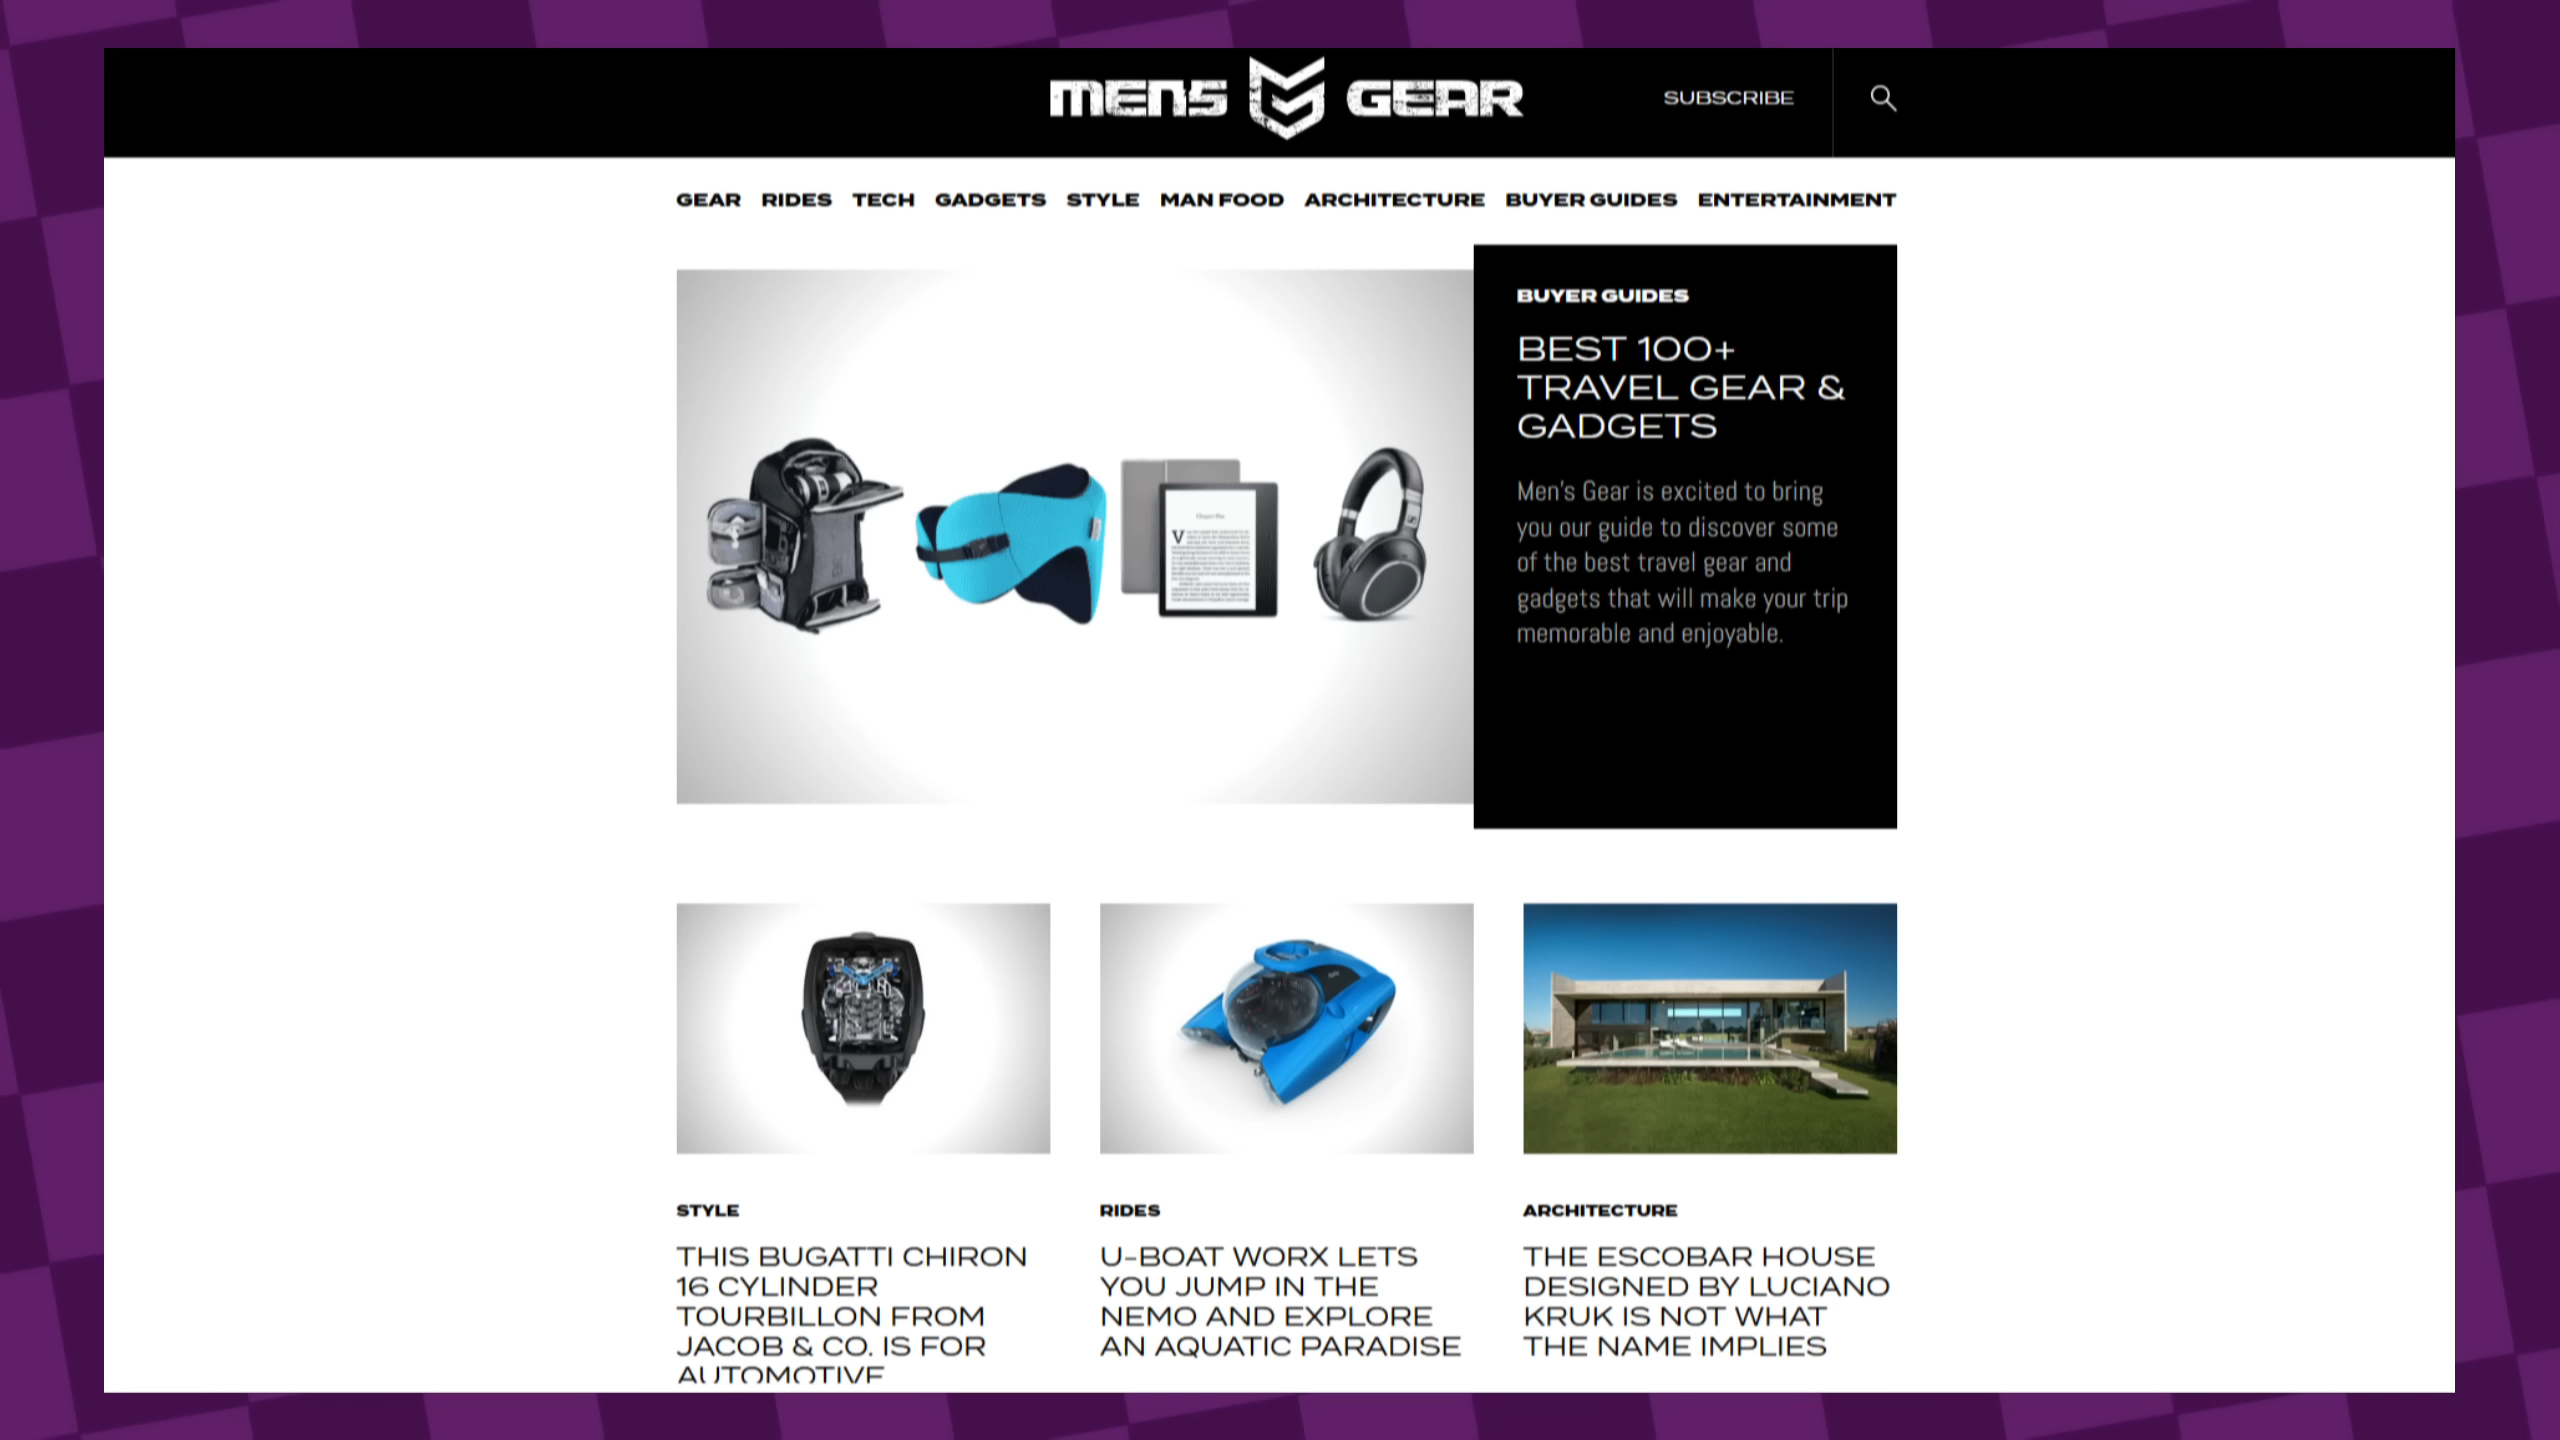 MENS GEAR
SUBSCRIBE
GEAR RIDES TECH GADGETS STYLE MAN FOOD ARCHITECTURE BUYER GUIDES ENTERTAINMENT
BUYER GUIDES
BEST 100+
TRAVEL GEAR &
GADGETS
Men's Gear is excited to bring
you our guide to discover some
of the best travel gear and
gadgets that will make your trip
memorable and enjoyable.
STYLE
THIS BUGATTI CHIRON
16 CYLINDER
TOURBILLON FROM
JACOB & CO. IS FOR
AUTOMOTIVE
RIDES
U-BOAT WORX LETS
YOU JUMP IN THE
NEMO AND EXPLORE
AN AQUATIC PARADISE
ARCHITECTURE
THE ESCOBAR HOUSE
DESIGNED BY LUCIANO
KRUK IS NOT WHAT
THE NAME IMPLIES